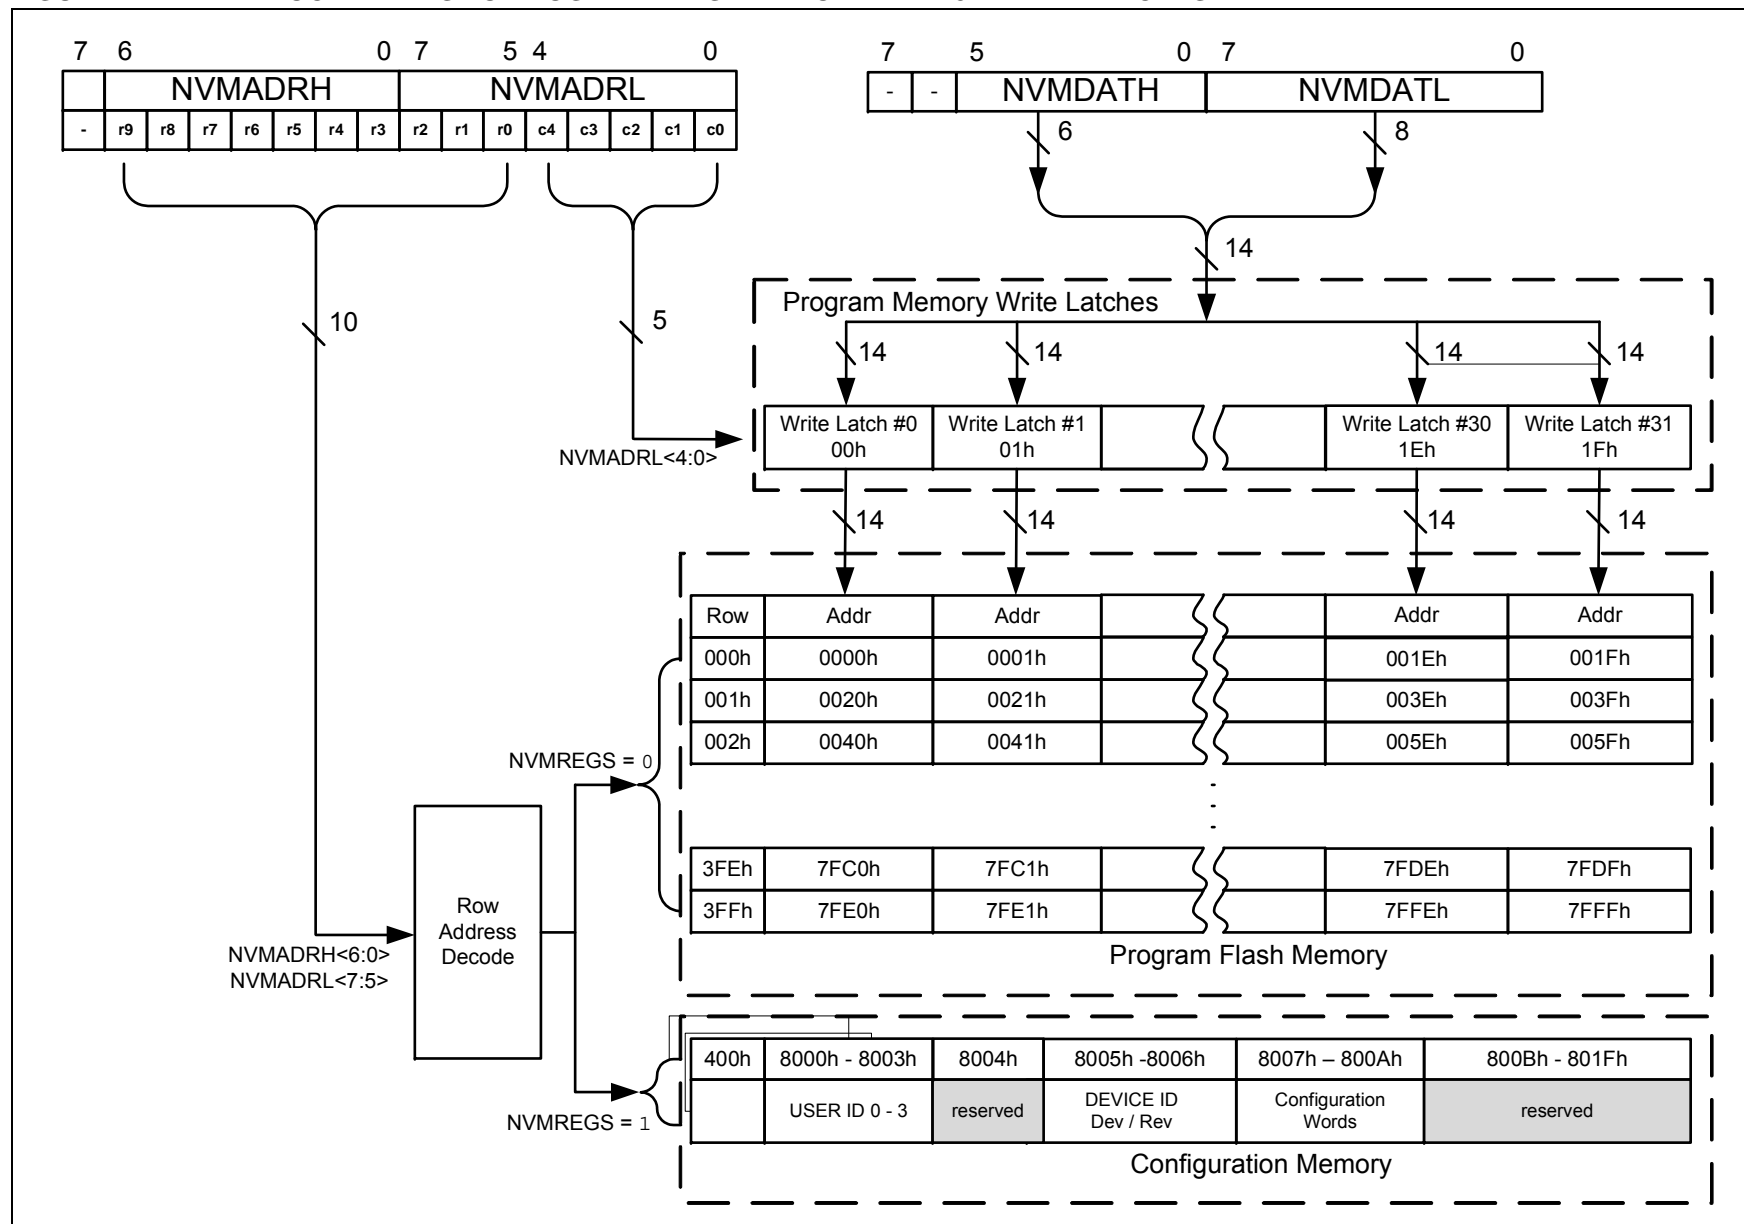 7 6 0 7 5 4 0
NVMADRH NVMADRL
- r9 r8 r7 r6 r5 r4 r3 r2 r1 r0 c4 c3 c2 c1 c0
7 5 0 7 0
- - NVMDATH NVMDATL
6 8
14
10
5
Program Memory Write Latches
14 14 14 14
Write Latch #0 Write Latch #1 Write Latch #30 Write Latch #31
00h 01h 1Eh 1Fh
NVMADRL<4:0>
14 14 14 14
Row Addr Addr Addr Addr
000h 0000h 0001h 001Eh 001Fh
001h 0020h 0021h 003Eh 003Fh
002h 0040h 0041h 005Eh 005Fh
NVMREGS = 0
3FEh 7FC0h 7FC1h 7FDEh 7FDFh
3FFh 7FE0h 7FE1h 7FFEh 7FFFh
Program Flash Memory
Row
Address
Decode
NVMADRH<6:0>
NVMADRL<7:5>
400h 8000h - 8003h 8004h 8005h -8006h 8007h – 800Ah 800Bh - 801Fh
USER ID 0 - 3 reserved DEVICE ID Configuration reserved
Dev / Rev Words
NVMREGS = 1
Configuration Memory